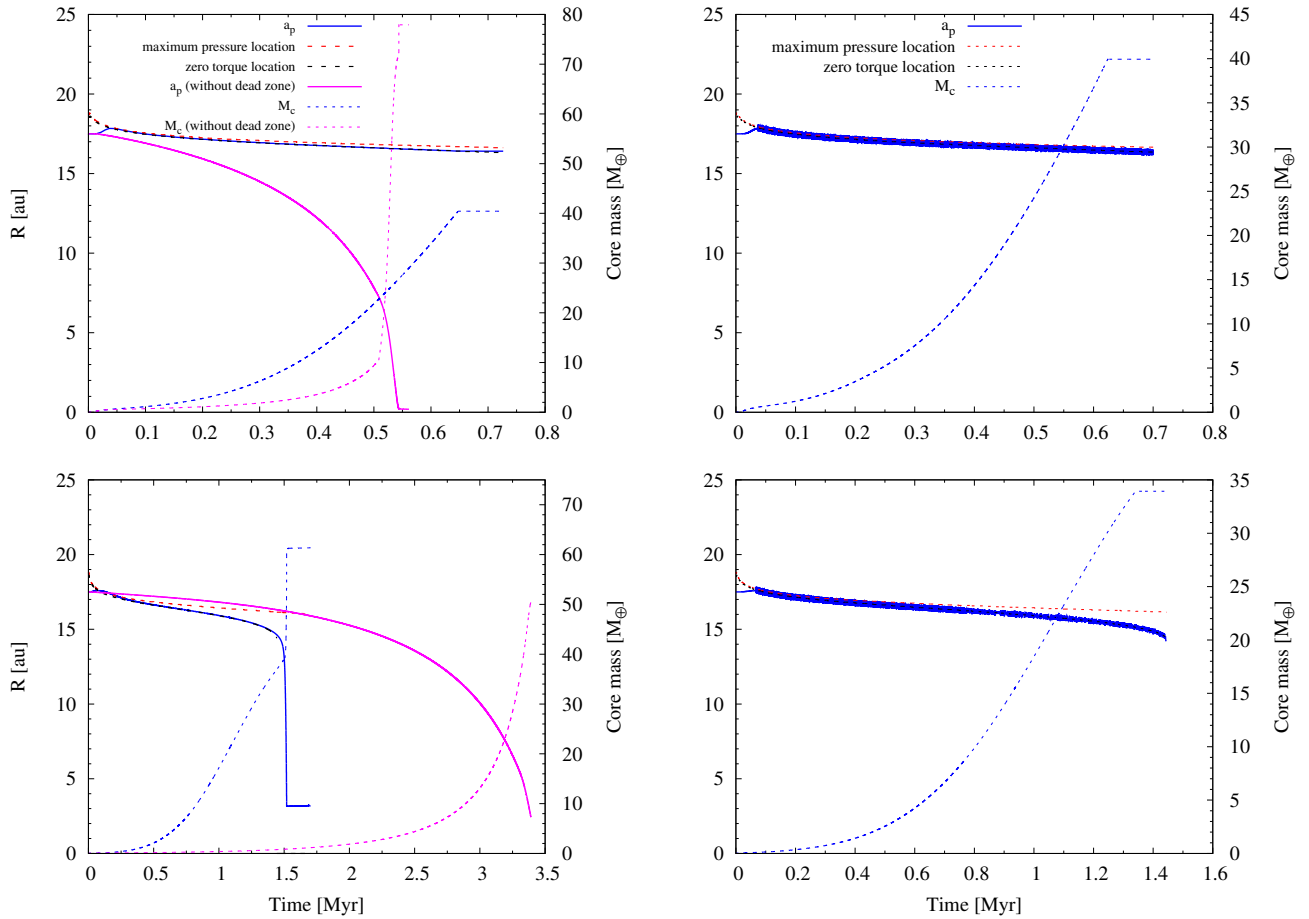 a_p
maximum pressure location
zero torque location
a_p (without dead zone)
M_c
M_c (without dead zone)
R [au]
25
20
15
10
5
0
0 0.1 0.2 0.3 0.4 0.5 0.6 0.7 0.8
80
70
60
50
40
30
20
10
0
Core mass [M⊕]
a_p
maximum pressure location
zero torque location
M_c
25
20
15
10
5
0
0 0.1 0.2 0.3 0.4 0.5 0.6 0.7 0.8
45
40
35
30
25
20
15
10
5
0
Core mass [M⊕]
R [au]
25
20
15
10
5
0
0 0.5 1 1.5 2 2.5 3 3.5
Time [Myr]
70
60
50
40
30
20
10
0
Core mass [M⊕]
25
20
15
10
5
0
0 0.2 0.4 0.6 0.8 1 1.2 1.4 1.6
Time [Myr]
35
30
25
20
15
10
5
0
Core mass [M⊕]